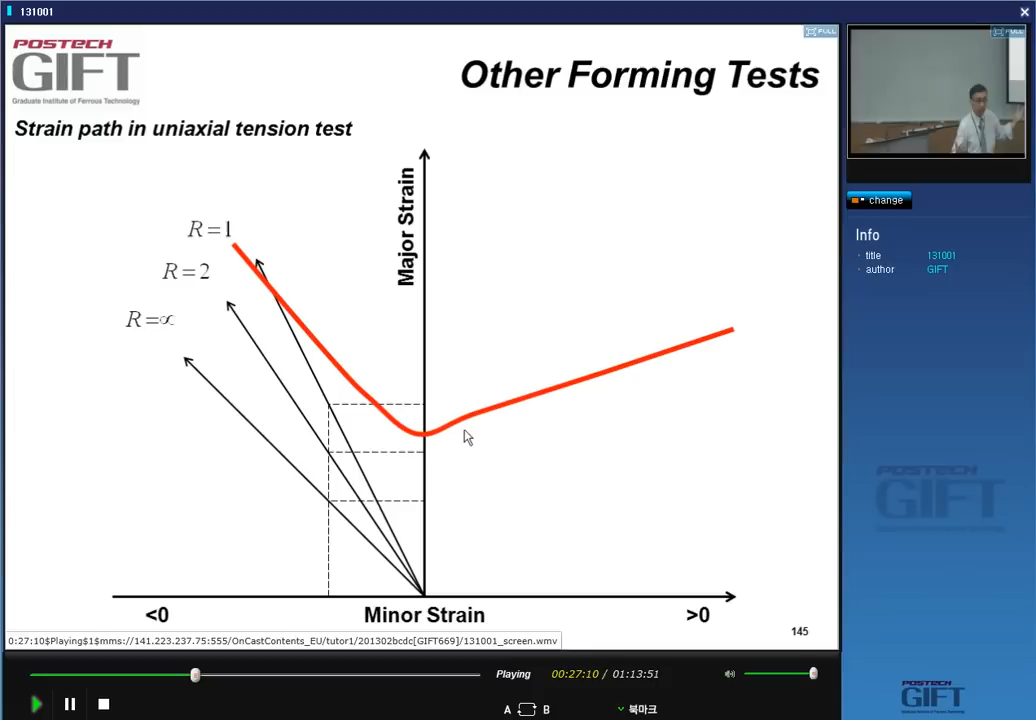 131001
POSTECH
GIFT
Graduate Institute of Ferrous Technology
FULL
Other Forming Tests
Strain path in uniaxial tension test
Major Strain
R = 1
R = 2
R = ∞
<0
Minor Strain
>0
145
0:27:10$Playing$1$mms://141.223.237.75:555/OnCastContents_EU/tutor1/201302bcdc[GIFT669]/131001_screen.wmv
Playing
00:27:10 / 01:13:51
A B
북마크
FULL
change
Info
title 131001
author GIFT
POSTECH
GIFT
POSTECH
GIFT